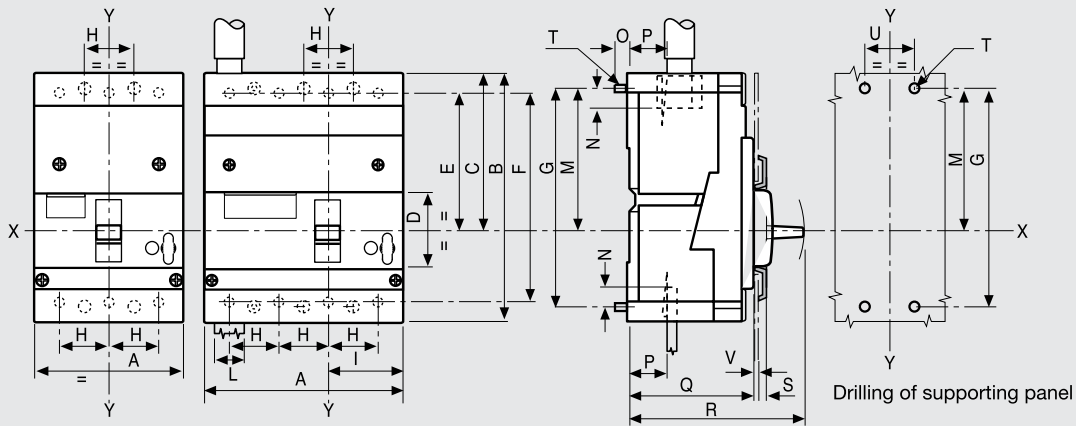 Y
H
= =
X
H H
A
=
Y
Y
H
= =
E
C
B
F
D
=
=
H H H
L
I
A
Y
T
O
P
N
G
M
N
P
V
Q
S
R
Y
U
= =
T
M
G
X
Y
Drilling of supporting panel